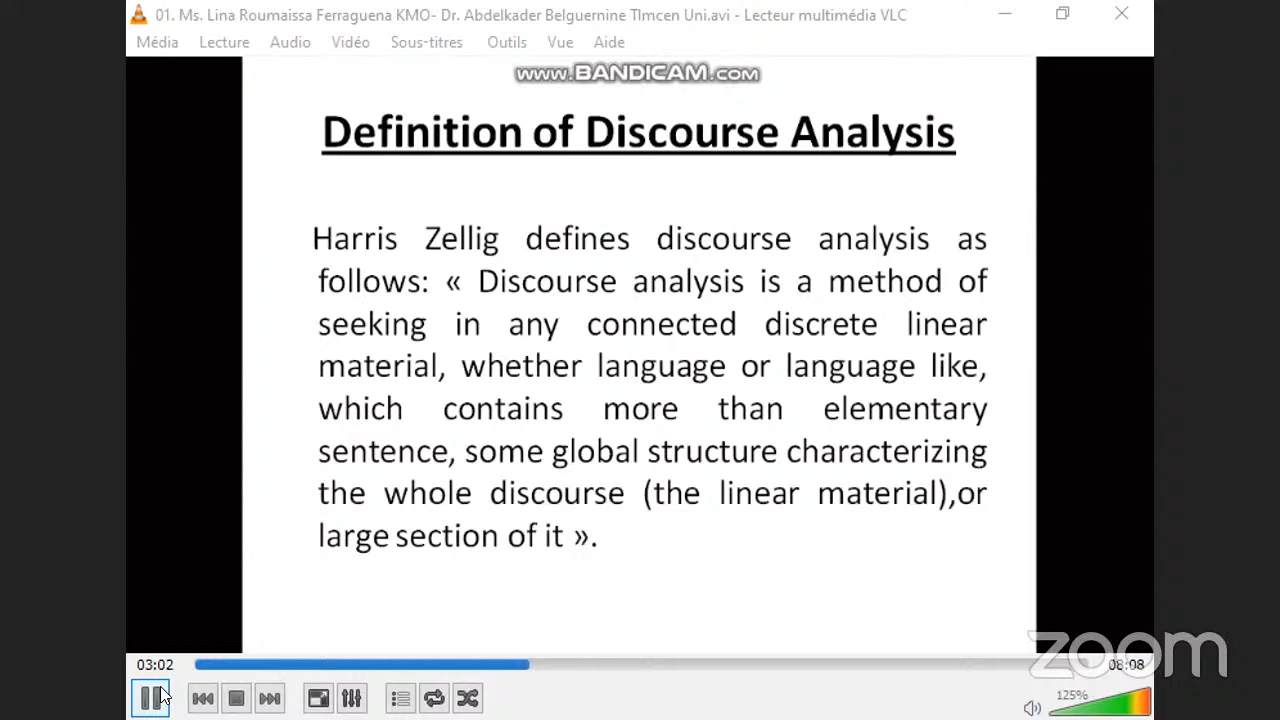 01. Ms. Lina Roumaissa Ferraguena KMO- Dr. Abdelkader Belguernine Tlmcen Uni.avi - Lecteur multimédia VLC
Média Lecture Audio Vidéo Sous-titres Outils Vue Aide
www.BANDICAM.com
Definition of Discourse Analysis
Harris Zellig defines discourse analysis as
follows: « Discourse analysis is a method of
seeking in any connected discrete linear
material, whether language or language like,
which contains more than elementary
sentence, some global structure characterizing
the whole discourse (the linear material),or
large section of it ».
zoom
03:02 08:08
125%